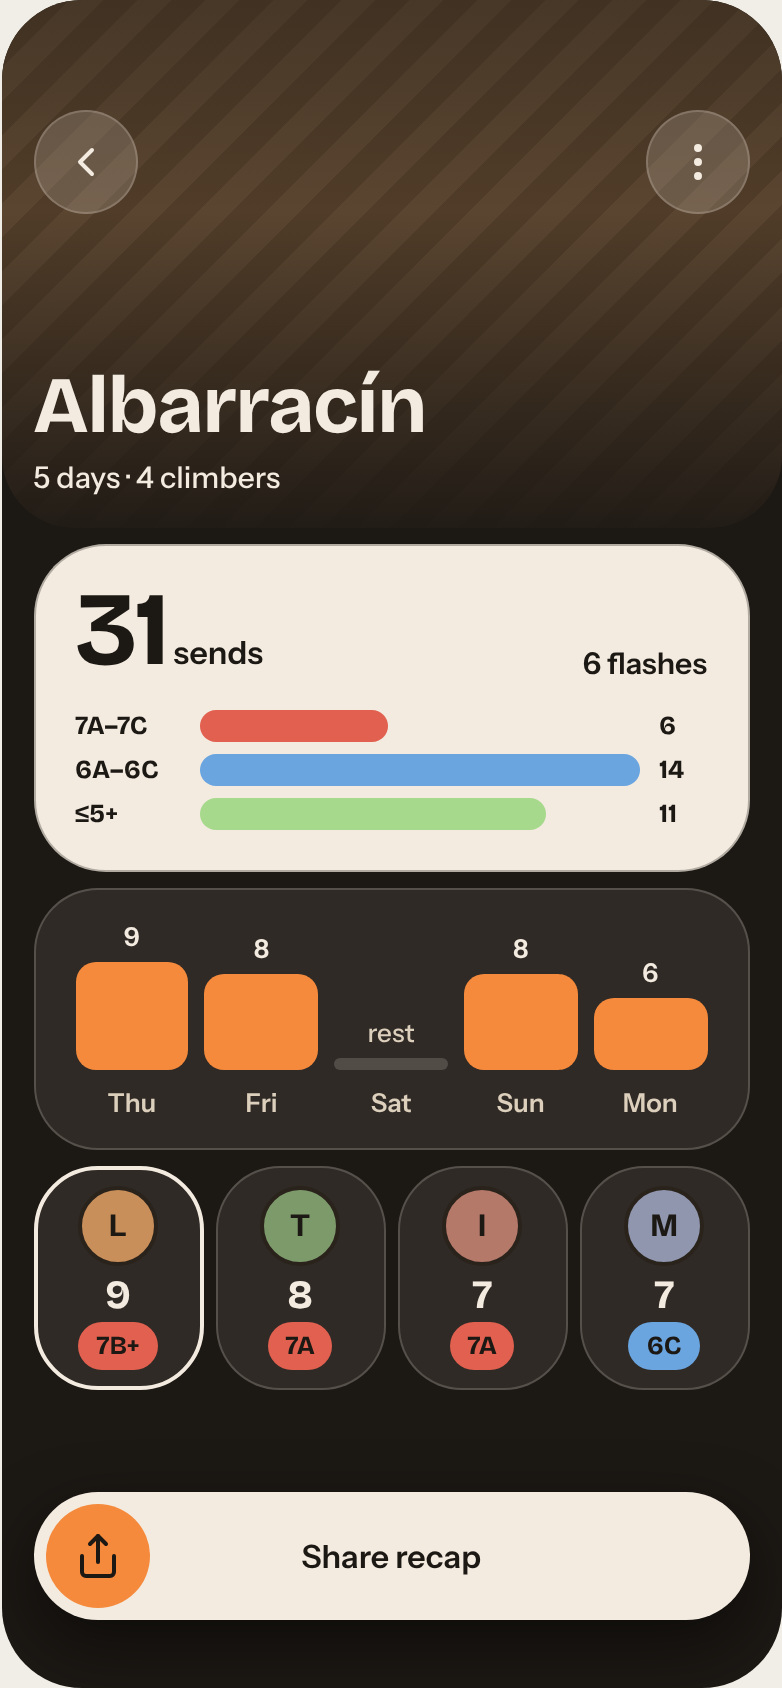 Albarracín
5 days · 4 climbers
31 sends
6 flashes
7A–7C 6
6A–6C 14
≤5+ 11
9 8 rest 8 6
Thu Fri Sat Sun Mon
L T I M
9 8 7 7
7B+ 7A 7A 6C
Share recap